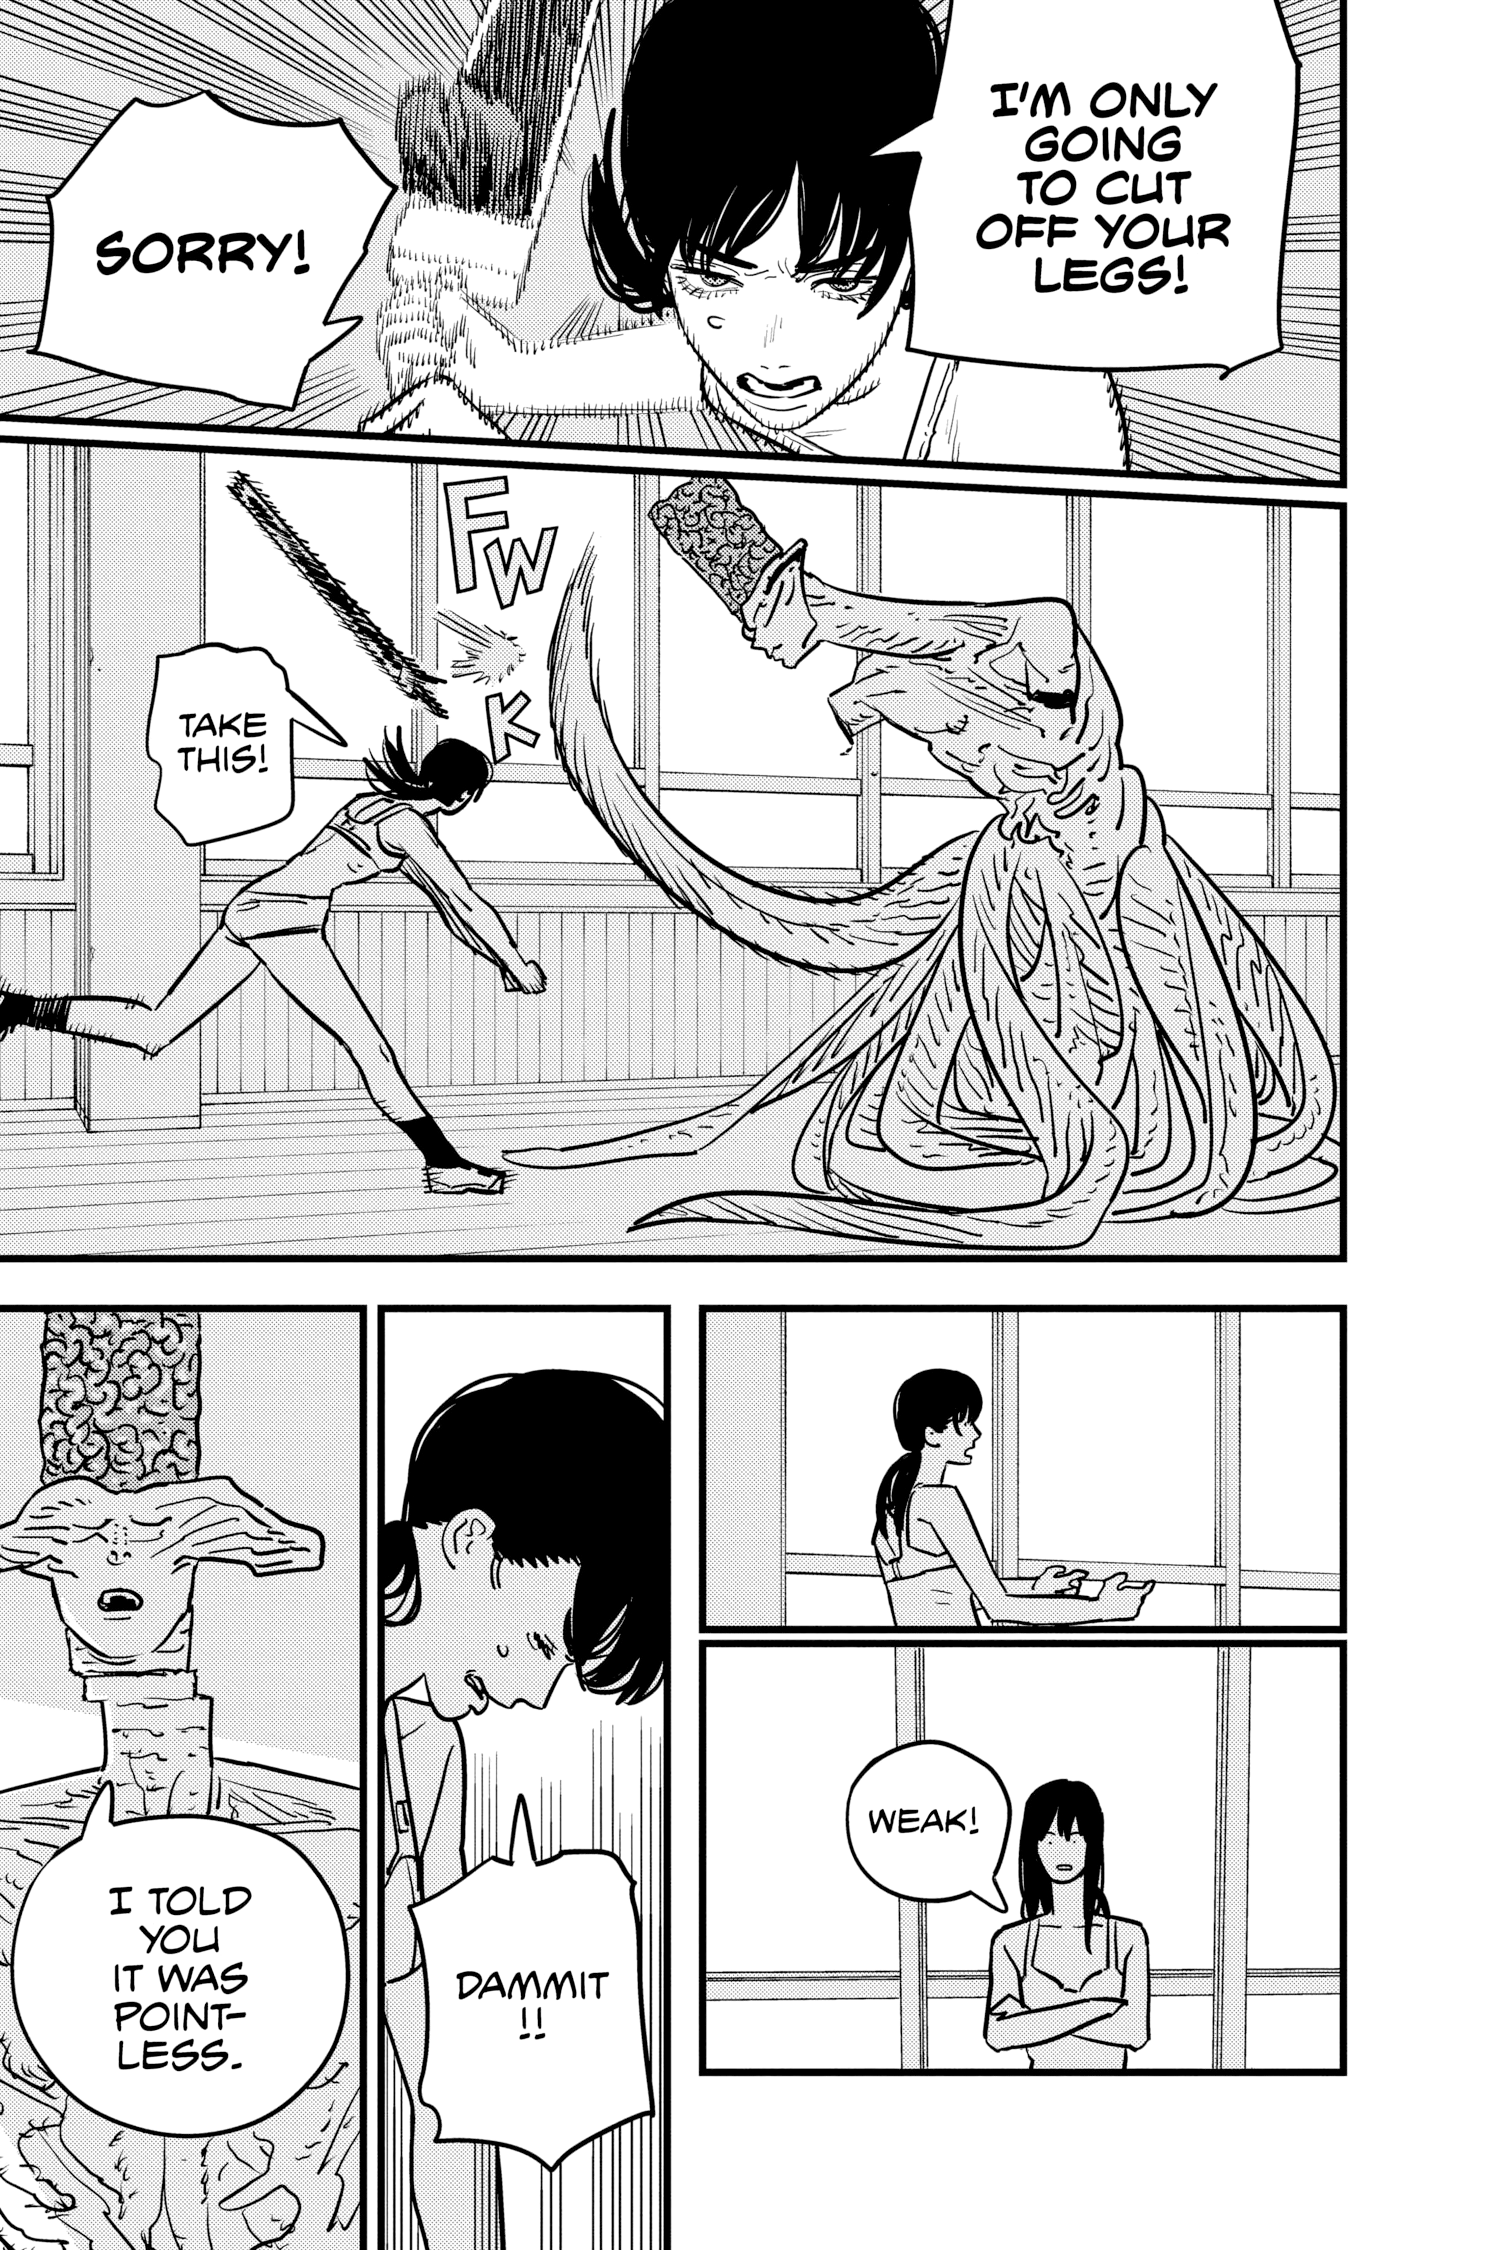 I'M ONLY
GOING
TO CUT
OFF YOUR
LEGS!
SORRY!
FW
K
TAKE
THIS!
WEAK!
DAMMIT
!!
I TOLD
YOU
IT WAS
POINT-
LESS.